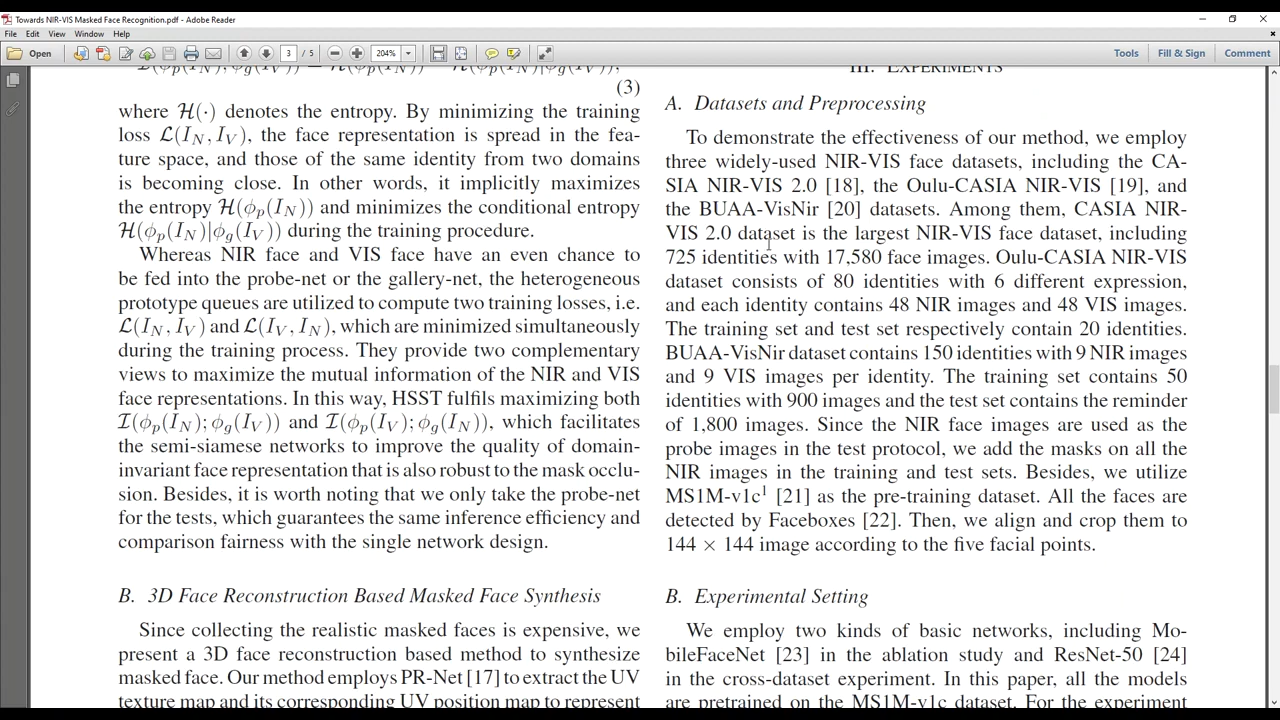 Towards NIR-VIS Masked Face Recognition.pdf - Adobe Reader
File Edit View Window Help
Open 3 / 5 204% Tools Fill & Sign Comment
(3)
where H(·) denotes the entropy. By minimizing the training
loss L(I_N, I_V), the face representation is spread in the fea-
ture space, and those of the same identity from two domains
is becoming close. In other words, it implicitly maximizes
the entropy H(ϕ_p(I_N)) and minimizes the conditional entropy
H(ϕ_p(I_N)|ϕ_g(I_V)) during the training procedure.
Whereas NIR face and VIS face have an even chance to
be fed into the probe-net or the gallery-net, the heterogeneous
prototype queues are utilized to compute two training losses, i.e.
L(I_N, I_V) and L(I_V, I_N), which are minimized simultaneously
during the training process. They provide two complementary
views to maximize the mutual information of the NIR and VIS
face representations. In this way, HSST fulfils maximizing both
I(ϕ_p(I_N); ϕ_g(I_V)) and I(ϕ_p(I_V); ϕ_g(I_N)), which facilitates
the semi-siamese networks to improve the quality of domain-
invariant face representation that is also robust to the mask occlu-
sion. Besides, it is worth noting that we only take the probe-net
for the tests, which guarantees the same inference efficiency and
comparison fairness with the single network design.
B. 3D Face Reconstruction Based Masked Face Synthesis
Since collecting the realistic masked faces is expensive, we
present a 3D face reconstruction based method to synthesize
masked face. Our method employs PR-Net [17] to extract the UV
texture map and its corresponding UV position map to represent
III. EXPERIMENTS
A. Datasets and Preprocessing
To demonstrate the effectiveness of our method, we employ
three widely-used NIR-VIS face datasets, including the CA-
SIA NIR-VIS 2.0 [18], the Oulu-CASIA NIR-VIS [19], and
the BUAA-VisNir [20] datasets. Among them, CASIA NIR-
VIS 2.0 dataset is the largest NIR-VIS face dataset, including
725 identities with 17,580 face images. Oulu-CASIA NIR-VIS
dataset consists of 80 identities with 6 different expression,
and each identity contains 48 NIR images and 48 VIS images.
The training set and test set respectively contain 20 identities.
BUAA-VisNir dataset contains 150 identities with 9 NIR images
and 9 VIS images per identity. The training set contains 50
identities with 900 images and the test set contains the reminder
of 1,800 images. Since the NIR face images are used as the
probe images in the test protocol, we add the masks on all the
NIR images in the training and test sets. Besides, we utilize
MS1M-v1c¹ [21] as the pre-training dataset. All the faces are
detected by Faceboxes [22]. Then, we align and crop them to
144 × 144 image according to the five facial points.
B. Experimental Setting
We employ two kinds of basic networks, including Mo-
bileFaceNet [23] in the ablation study and ResNet-50 [24]
in the cross-dataset experiment. In this paper, all the models
are pretrained on the MS1M-v1c dataset. For the experiment